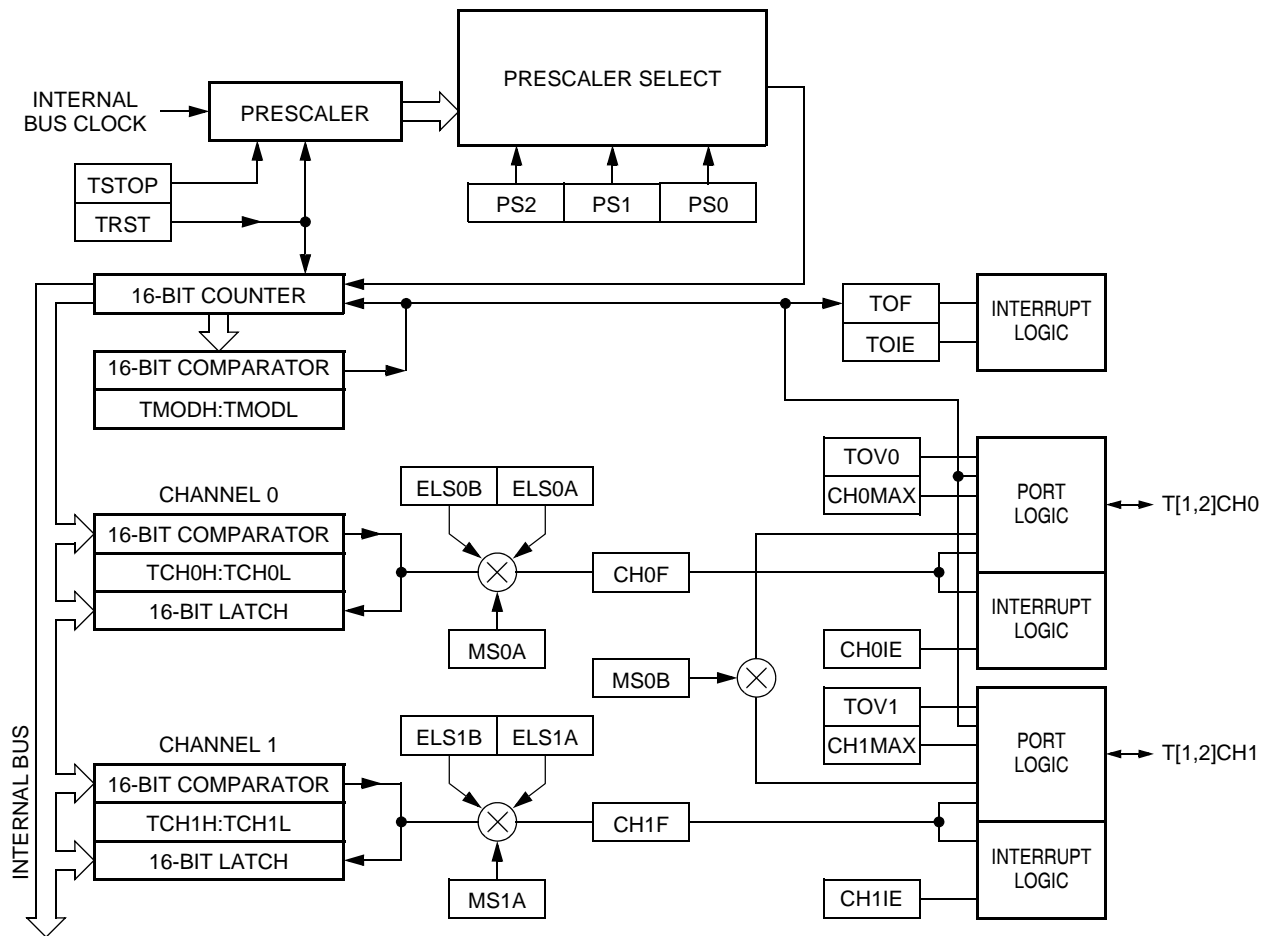 PRESCALER SELECT
INTERNAL
BUS CLOCK
PRESCALER
TSTOP
TRST
PS2
PS1
PS0
16-BIT COUNTER
16-BIT COMPARATOR
TMODH:TMODL
TOF
TOIE
INTERRUPT
LOGIC
CHANNEL 0
16-BIT COMPARATOR
TCH0H:TCH0L
16-BIT LATCH
ELS0B
ELS0A
MS0A
CH0F
TOV0
CH0MAX
PORT
LOGIC
T[1,2]CH0
INTERRUPT
LOGIC
CH0IE
MS0B
CHANNEL 1
16-BIT COMPARATOR
TCH1H:TCH1L
16-BIT LATCH
ELS1B
ELS1A
MS1A
CH1F
TOV1
CH1MAX
PORT
LOGIC
T[1,2]CH1
INTERRUPT
LOGIC
CH1IE
INTERNAL BUS